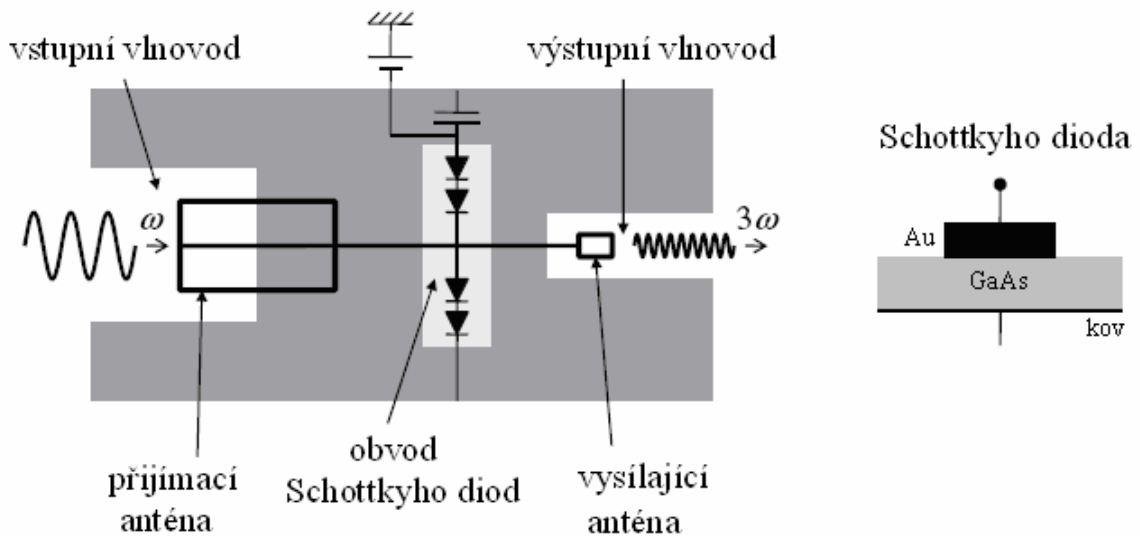 vstupní vlnovod
výstupní vlnovod
ω
3ω
přijímací
anténa
obvod
Schottkyho diod
vysílající
anténa
Schottkyho dioda
Au
GaAs
kov